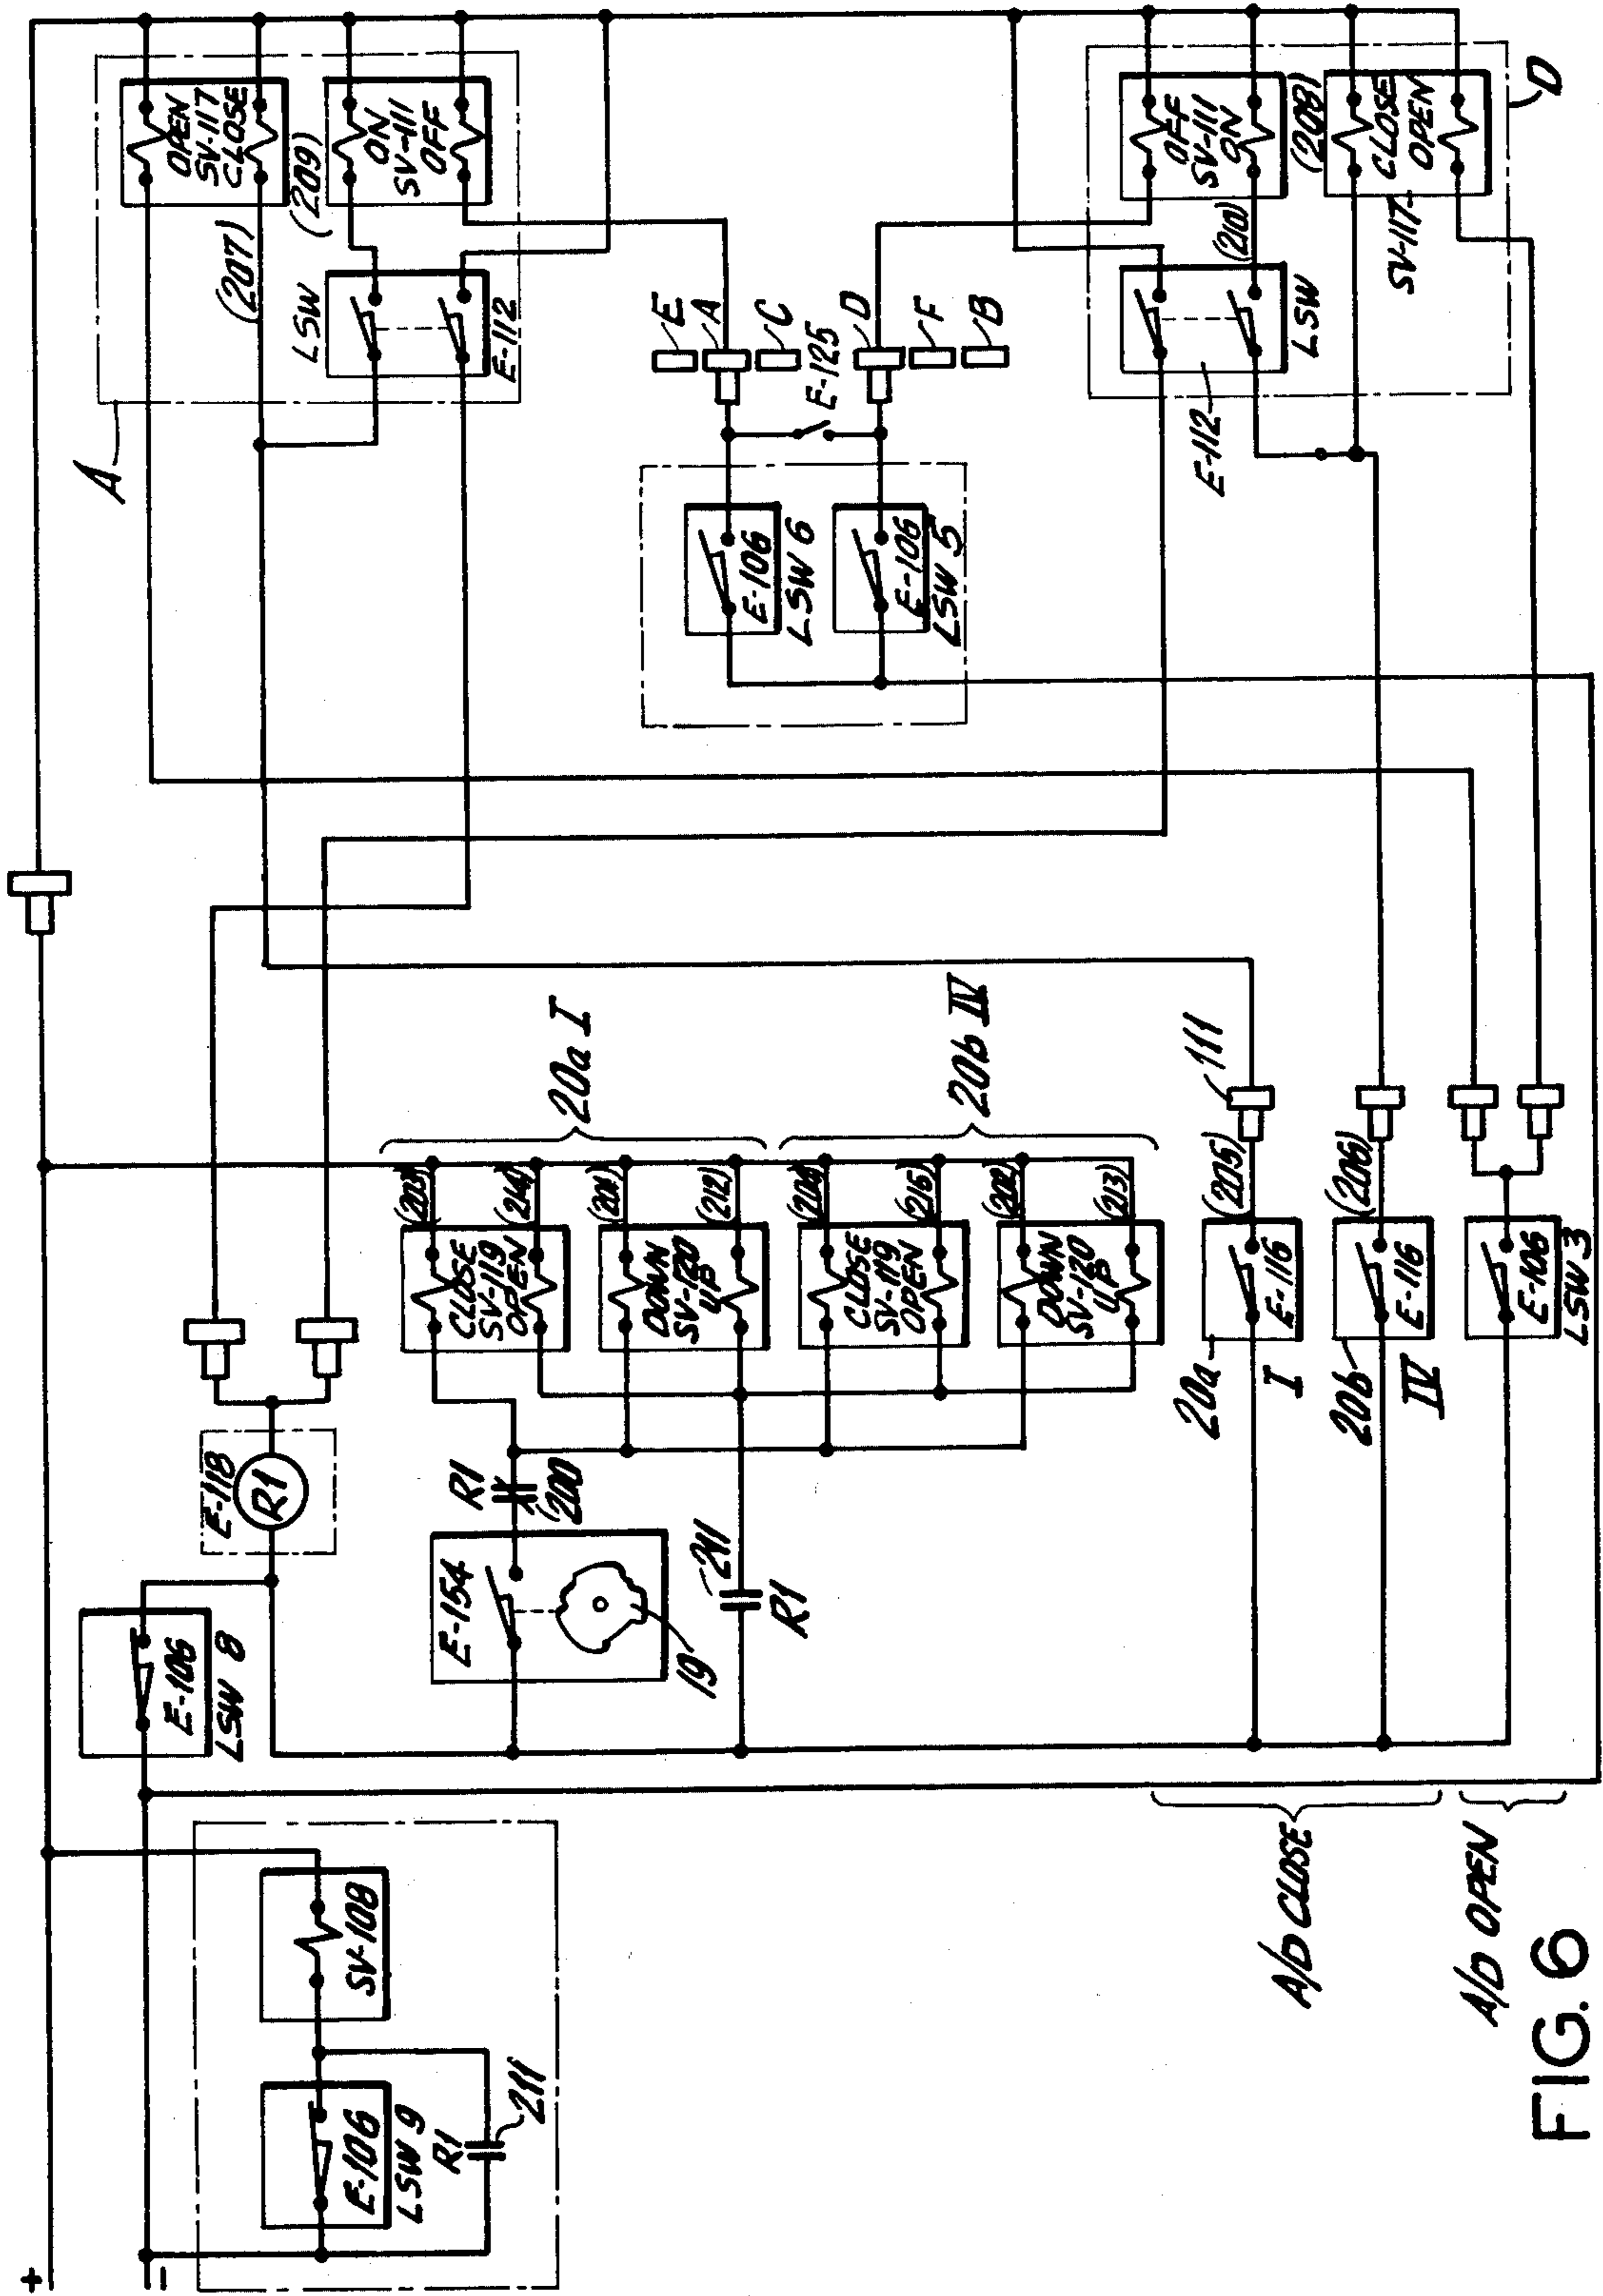 +
−
E-106
LSW 9
R1
211
SV-108
E-106
LSW 8
E-118
R1
E-154
19
R1
(200
211
R1
CLOSE
SV-119
OPEN
(203)
(214)
DOWN
SV-120
UP
(201)
(212)
20a I
CLOSE
SV-119
OPEN
(204)
(215)
DOWN
SV-120
UP
(202)
(213)
20b IV
20a
I
E-116
(205)
111
20b
IV
E-116
(206)
E-106
LSW 3
A/D CLOSE
A/D OPEN
A
OPEN
SV-117
CLOSE
(207)
(209)
ON
SV-111
OFF
LSW
E-112
E
A
C
E-125
D
F
B
E-106
LSW 6
E-106
LSW 5
OFF
SV-111
ON
(208)
(210)
LSW
E-112
CLOSE
OPEN
SV-117
D
FIG. 6